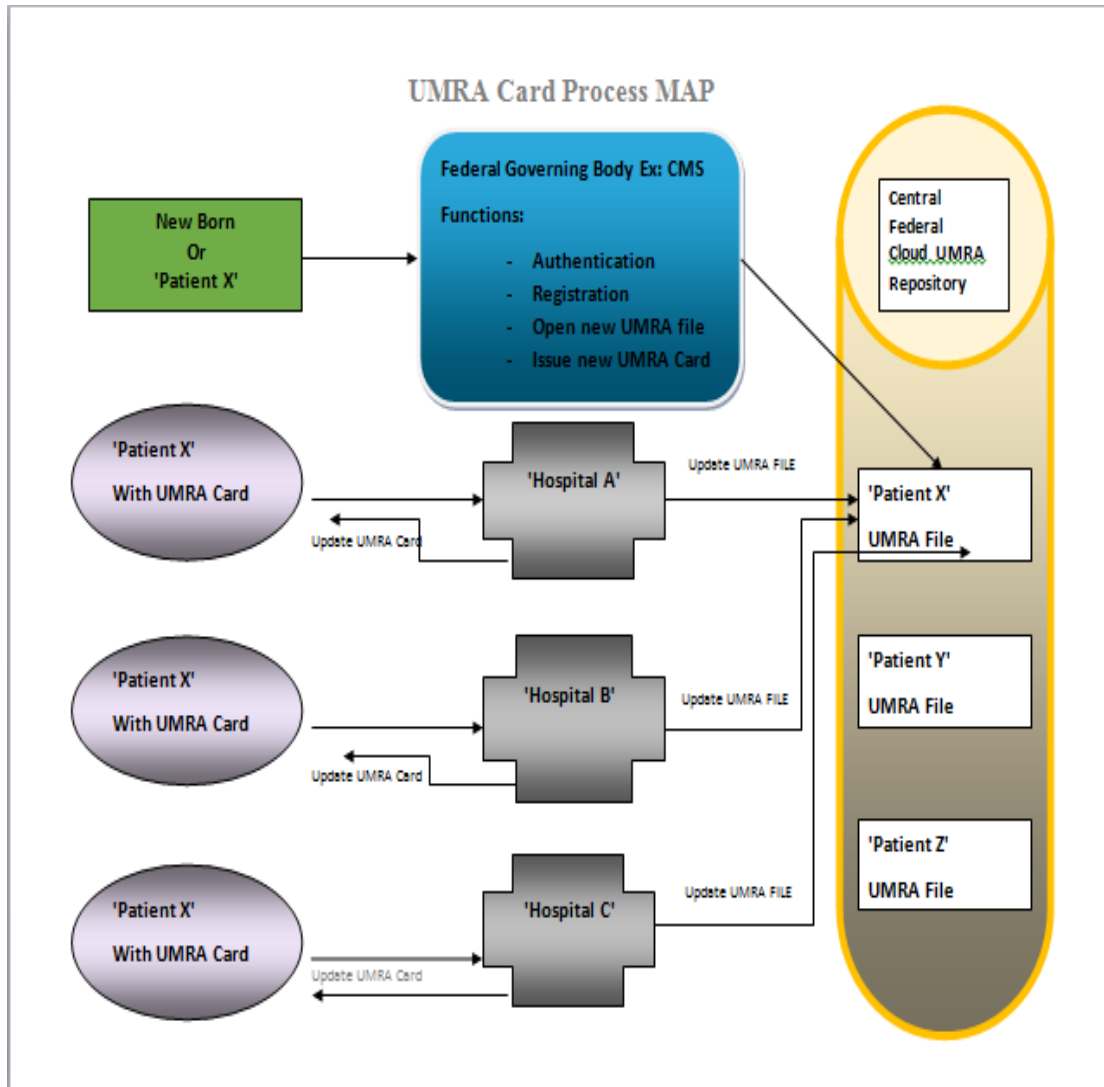 UMRA Card Process MAP
Federal Governing Body Ex: CMS
Functions:
- Authentication
- Registration
- Open new UMRA file
- Issue new UMRA Card
New Born
Or
'Patient X'
Central
Federal
Cloud UMRA
Repository
'Patient X'
With UMRA Card
'Hospital A'
Update UMRA FILE
Update UMRA Card
'Patient X'
UMRA File
'Patient X'
With UMRA Card
'Hospital B'
Update UMRA FILE
Update UMRA Card
'Patient Y'
UMRA File
'Patient X'
With UMRA Card
'Hospital C'
Update UMRA FILE
Update UMRA Card
'Patient Z'
UMRA File